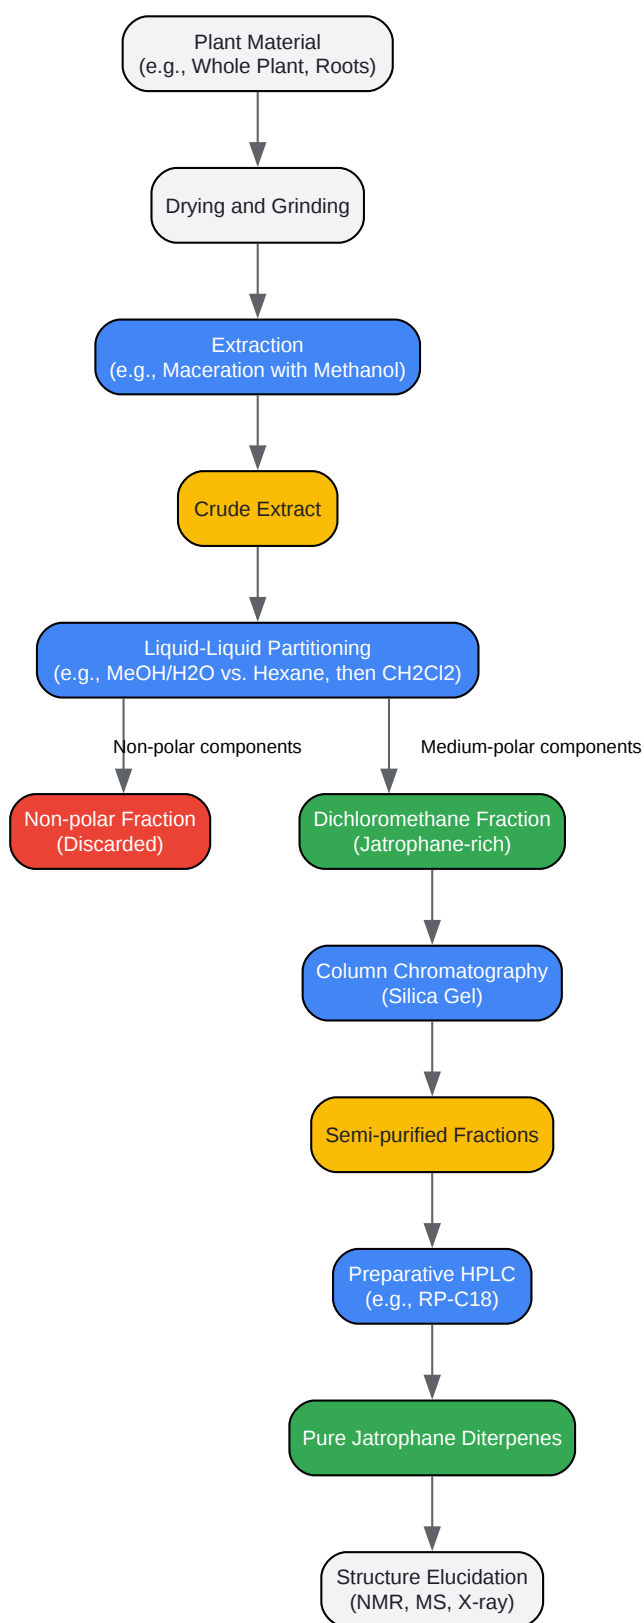 Plant Material
(e.g., Whole Plant, Roots)
Drying and Grinding
Extraction
(e.g., Maceration with Methanol)
Crude Extract
Liquid-Liquid Partitioning
(e.g., MeOH/H2O vs. Hexane, then CH2Cl2)
Non-polar components
Medium-polar components
Non-polar Fraction
(Discarded)
Dichloromethane Fraction
(Jatrophane-rich)
Column Chromatography
(Silica Gel)
Semi-purified Fractions
Preparative HPLC
(e.g., RP-C18)
Pure Jatrophane Diterpenes
Structure Elucidation
(NMR, MS, X-ray)